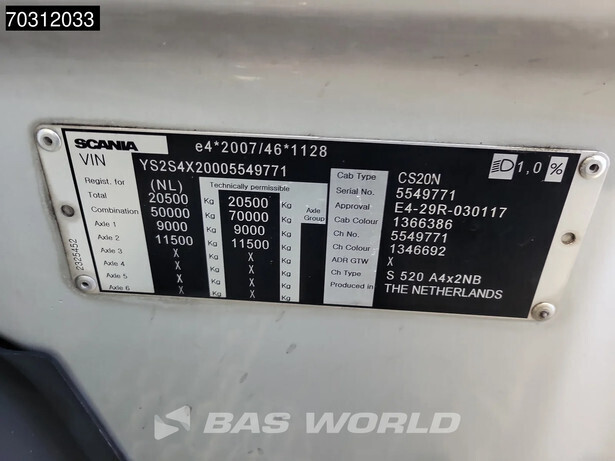 70312033
SCANIA
e4*2007/46*1128
VIN
YS2S4X20005549771
Regist. for (NL) Technically permissible
Total 20500 Kg 20500 Kg
Combination 50000 Kg 70000 Kg Axle Group
Axle 1 9000 Kg 9000 Kg
Axle 2 11500 Kg 11500 Kg
Axle 3 X Kg X Kg
Axle 4 X Kg X Kg
Axle 5 X Kg X Kg
Axle 6 X Kg X Kg
2325452
Cab Type CS20N
Serial No. 5549771
Approval E4-29R-030117
Cab Colour 1366386
Ch No. 5549771
Ch Colour 1346692
ADR GTW X
Ch Type S 520 A4x2NB
Produced in THE NETHERLANDS
1,0 %
BAS WORLD